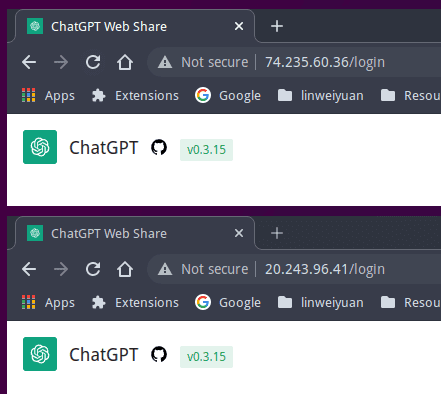 ChatGPT Web Share
Not secure 74.235.60.36/login
Apps Extensions Google linweiyuan Resou
ChatGPT v0.3.15
ChatGPT Web Share
Not secure 20.243.96.41/login
Apps Extensions Google linweiyuan Resou
ChatGPT v0.3.15